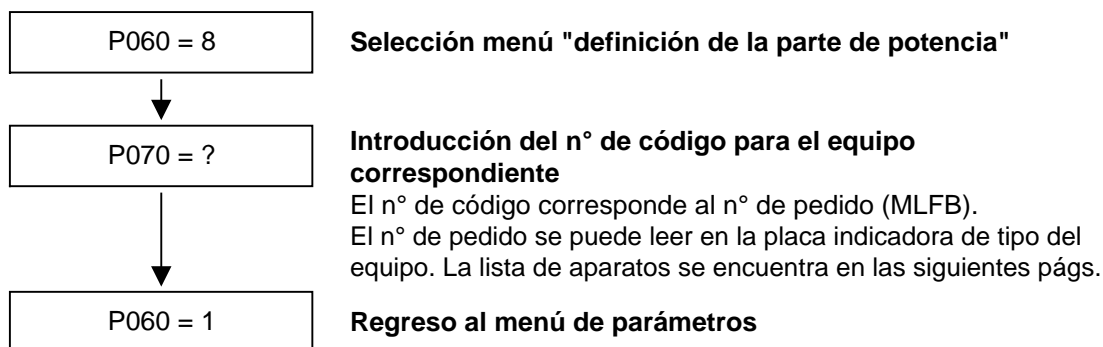 P060 = 8
Selección menú "definición de la parte de potencia"
P070 = ?
Introducción del n° de código para el equipo
correspondiente
El n° de código corresponde al n° de pedido (MLFB).
El n° de pedido se puede leer en la placa indicadora de tipo del
equipo. La lista de aparatos se encuentra en las siguientes págs.
P060 = 1
Regreso al menú de parámetros